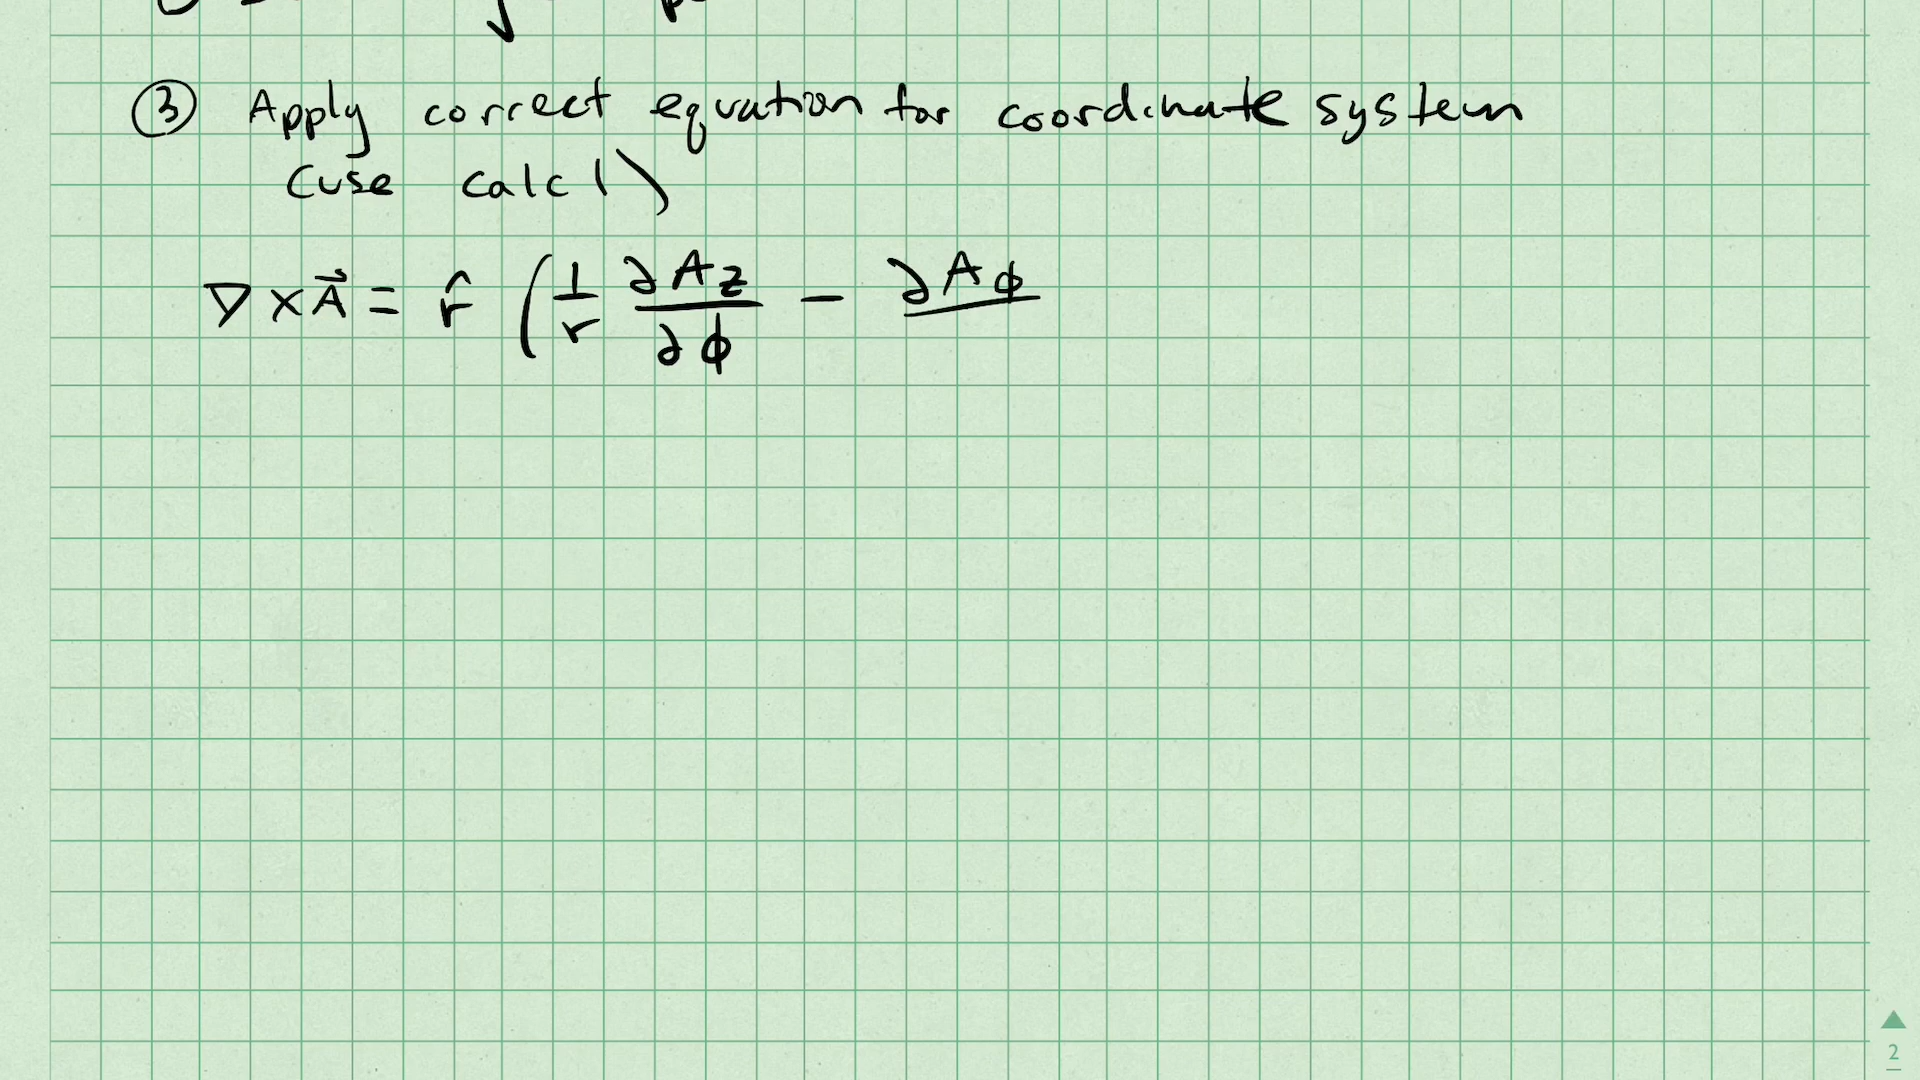 ③ Apply correct equation for coordinate system
(use calc 1)
∇ × A⃗ = r̂ ( 1/r ∂Az/∂ϕ − ∂Aϕ
2